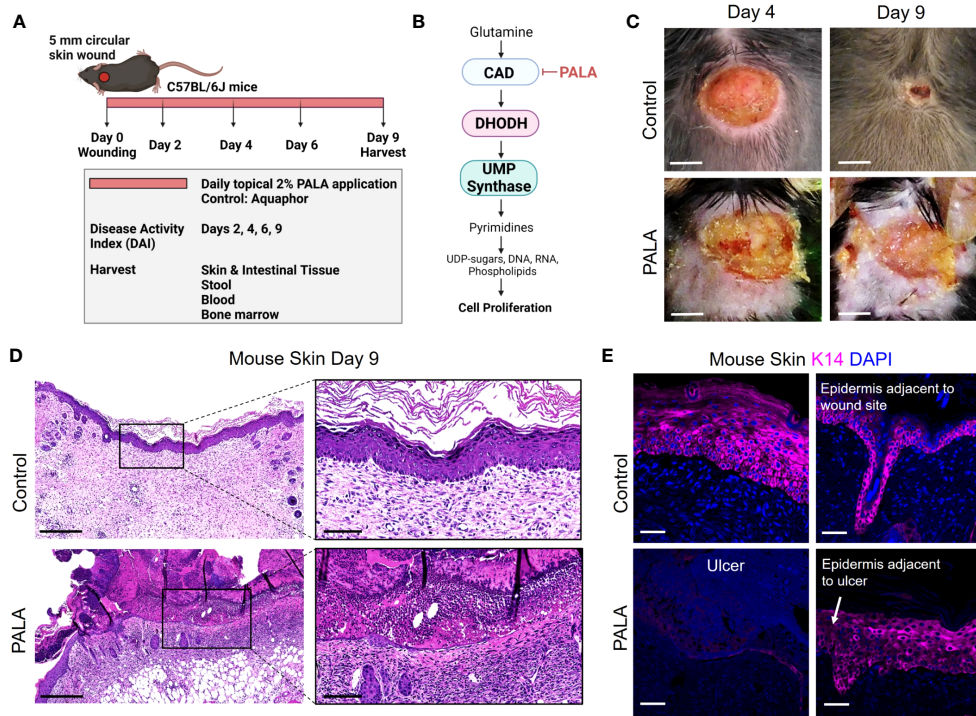 A
5 mm circular
skin wound
C57BL/6J mice
Day 0
Wounding
Day 2
Day 4
Day 6
Day 9
Harvest
Daily topical 2% PALA application
Control: Aquaphor
Disease Activity
Index (DAI)
Days 2, 4, 6, 9
Harvest
Skin & Intestinal Tissue
Stool
Blood
Bone marrow
B
Glutamine
CAD
PALA
DHODH
UMP
Synthase
Pyrimidines
UDP-sugars, DNA, RNA,
Phospholipids
Cell Proliferation
C
Day 4
Day 9
Control
PALA
D
Mouse Skin Day 9
Control
PALA
E
Mouse Skin K14 DAPI
Control
Epidermis adjacent to
wound site
PALA
Ulcer
Epidermis adjacent
to ulcer